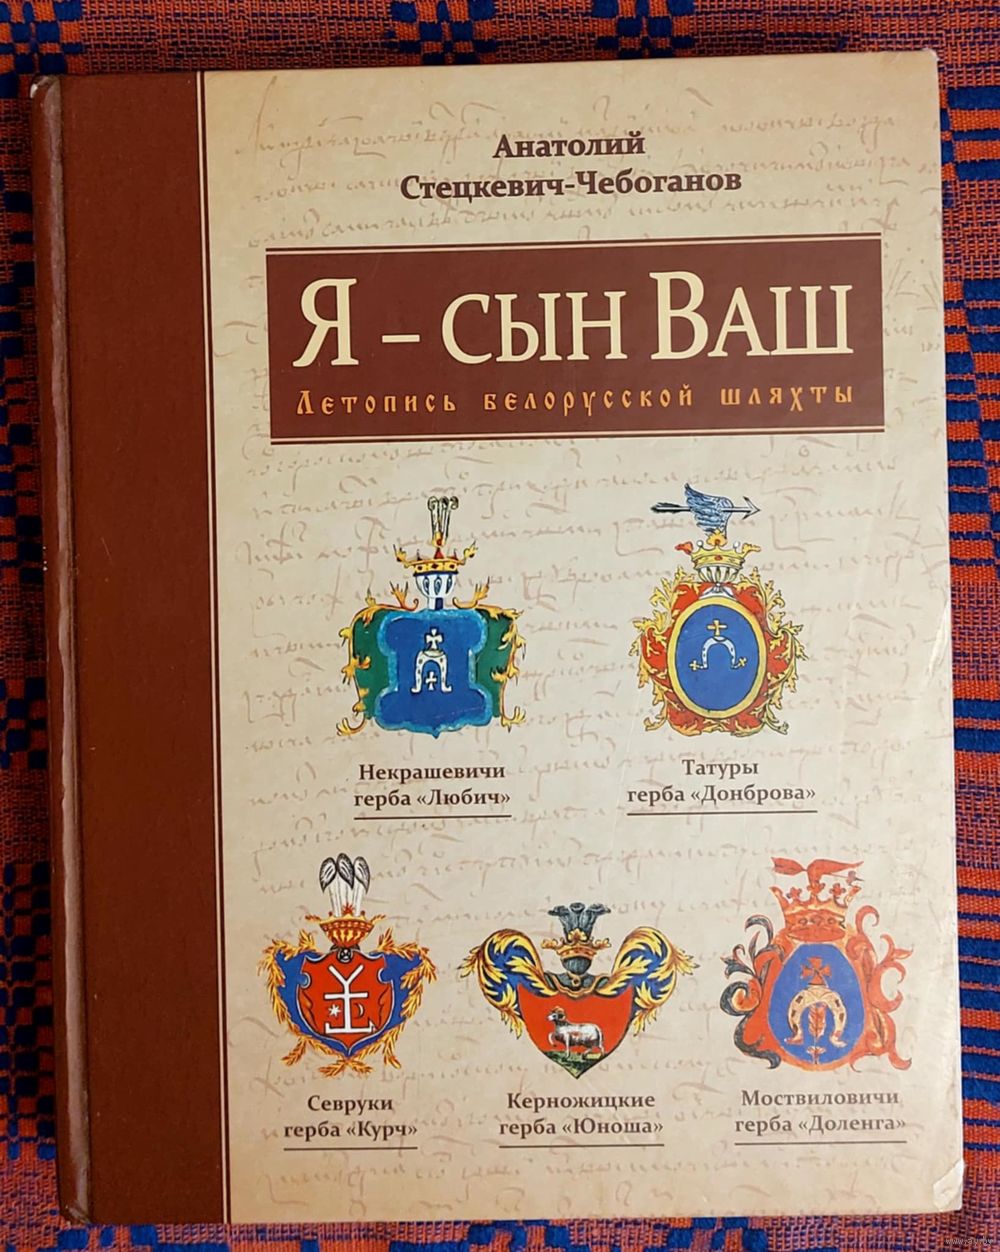 Анатолий
Стецкевич-Чебоганов
Я – сын Ваш
Летопись белорусской шляхты
Некрашевичи
герба «Любич»
Татуры
герба «Донброва»
Севруки
герба «Курч»
Керножицкие
герба «Юноша»
Моствиловичи
герба «Доленга»